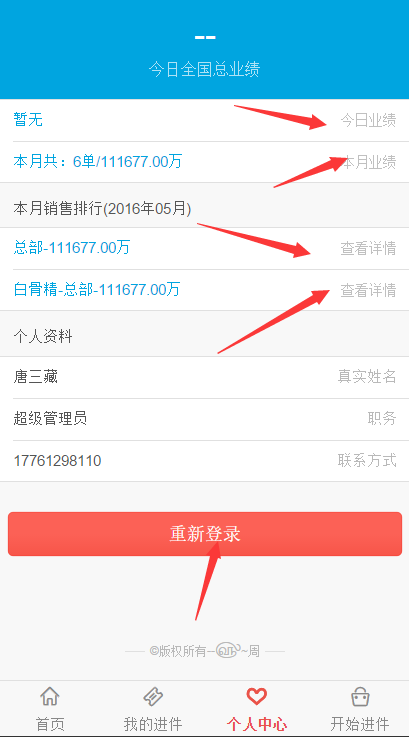 --
今日全国总业绩
暂无 今日业绩
本月共：6单/111677.00万 本月业绩
本月销售排行(2016年05月)
总部-111677.00万 查看详情
白骨精-总部-111677.00万 查看详情
个人资料
唐三藏 真实姓名
超级管理员 职务
17761298110 联系方式
重新登录
©版权所有--~周
首页 我的进件 个人中心 开始进件